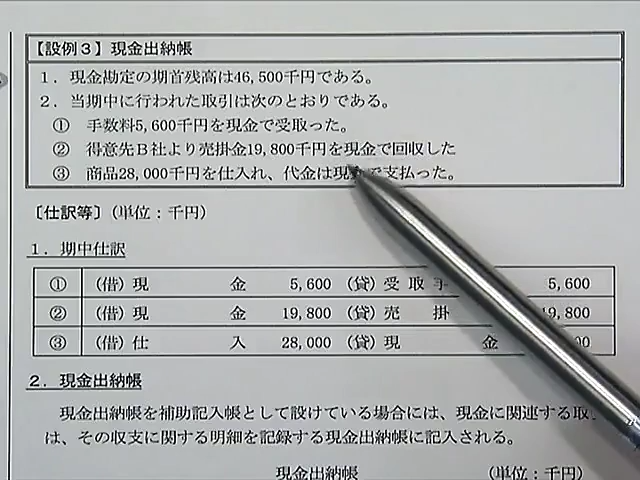 【設例３】現金出納帳
１．現金勘定の期首残高は46,500千円である。
２．当期中に行われた取引は次のとおりである。
① 手数料5,600千円を現金で受取った。
② 得意先Ｂ社より売掛金19,800千円を現金で回収した
③ 商品28,000千円を仕入れ、代金は現 で支払った。
〔仕訳等〕（単位：千円）
１．期中仕訳
① （借）現 金 5,600 （貸）受 取 手 5,600
② （借）現 金 19,800 （貸）売 掛 19,800
③ （借）仕 入 28,000 （貸）現 金 00
２．現金出納帳
現金出納帳を補助記入帳として設けている場合には、現金に関連する取
は、その収支に関する明細を記録する現金出納帳に記入される。
現金出納帳 （単位：千円）